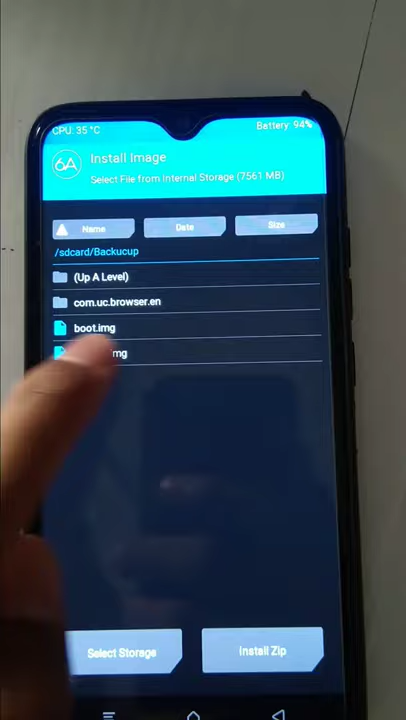 CPU: 35 °C
Battery 94%
6A
Install Image
Select File from Internal Storage (7561 MB)
Name
Date
Size
/sdcard/Backucup
(Up A Level)
com.uc.browser.en
boot.img
Select Storage
Install Zip